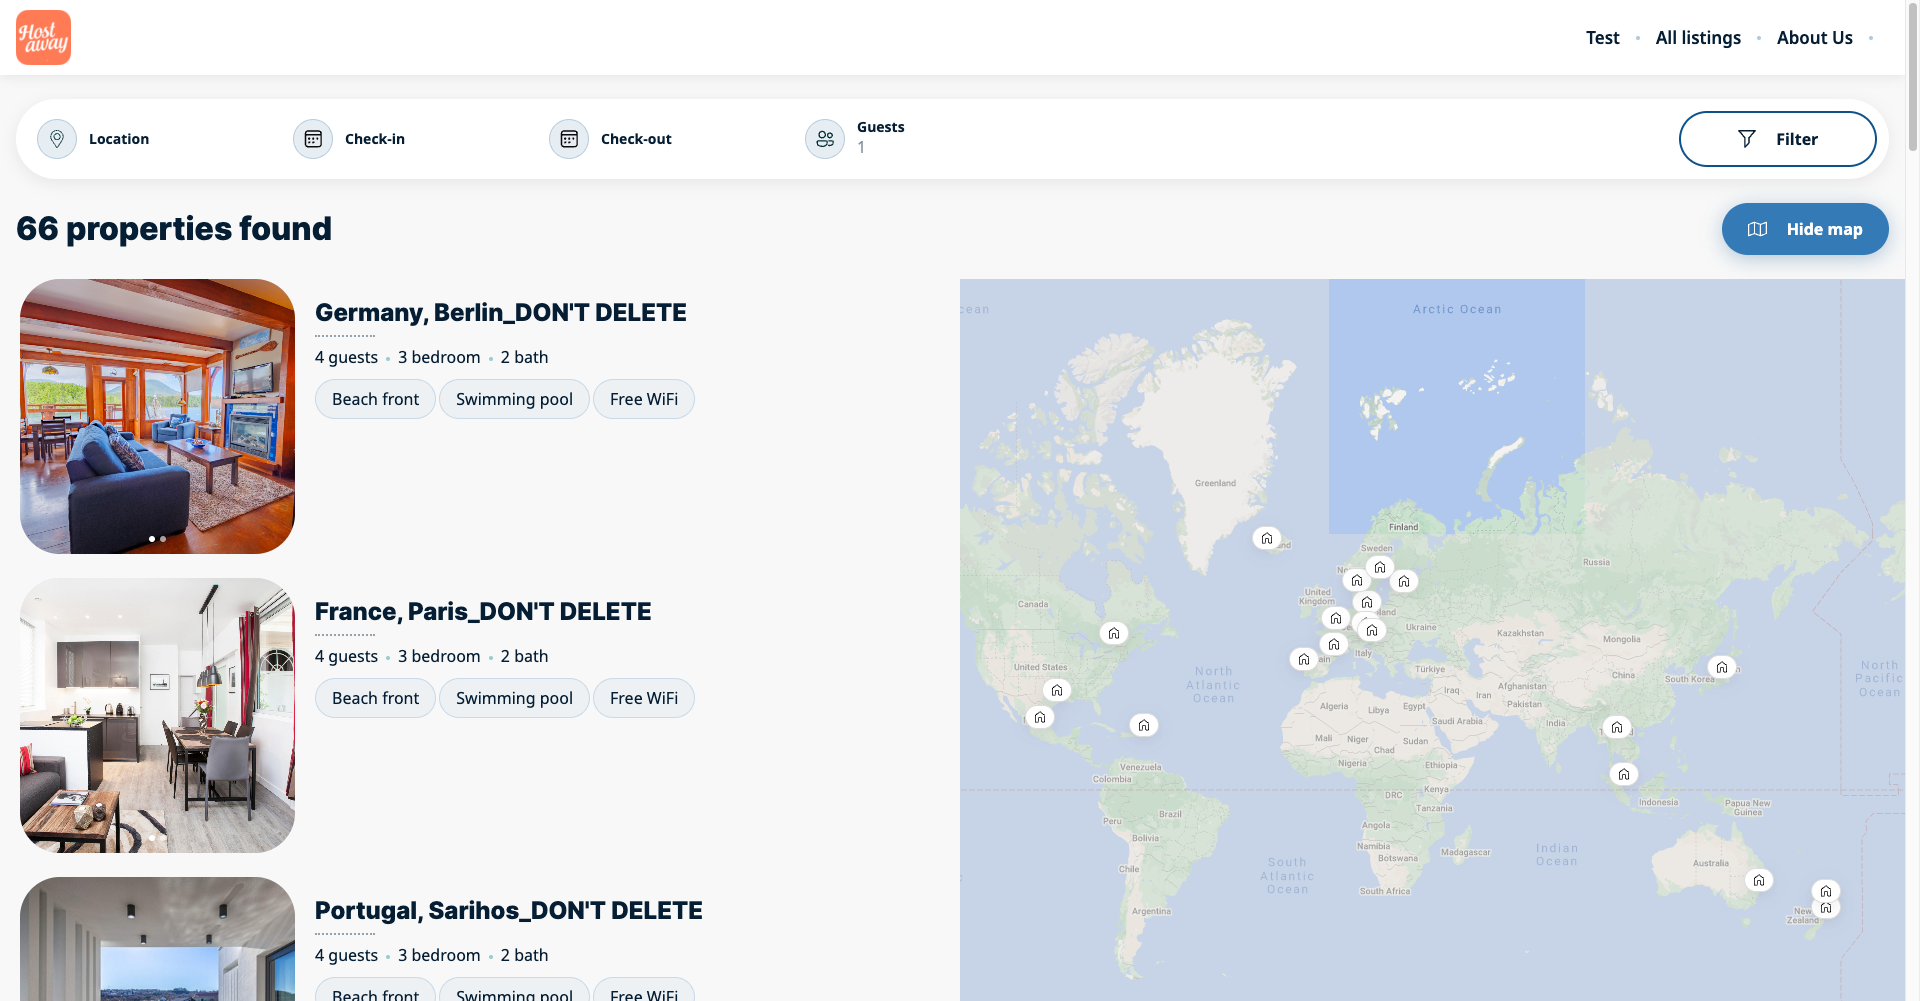 Host
away
Test
All listings
About Us
Location
Check-in
Check-out
Guests
1
Filter
66 properties found
Hide map
Germany, Berlin_DON'T DELETE
4 guests
3 bedroom
2 bath
Beach front
Swimming pool
Free WiFi
France, Paris_DON'T DELETE
4 guests
3 bedroom
2 bath
Beach front
Swimming pool
Free WiFi
Portugal, Sarihos_DON'T DELETE
4 guests
3 bedroom
2 bath
Beach front
Swimming pool
Free WiFi
Arctic Ocean
Greenland
Finland
Sweden
Russia
Canada
United
Kingdom
Ukraine
Kazakhstan
Mongolia
United States
North
Atlantic
Ocean
Italy
Türkiye
China
South Korea
North
Pacific
Ocean
Iraq
Iran
Afghanistan
Pakistan
Algeria
Libya
Egypt
Saudi Arabia
India
Mali
Niger
Chad
Sudan
Nigeria
Ethiopia
Venezuela
Colombia
DRC
Kenya
Tanzania
Indonesia
Papua New
Guinea
Peru
Brazil
Bolivia
Angola
Namibia
Botswana
Madagascar
Indian
Ocean
Chile
South
Atlantic
Ocean
South Africa
Australia
Argentina
New
Zealand